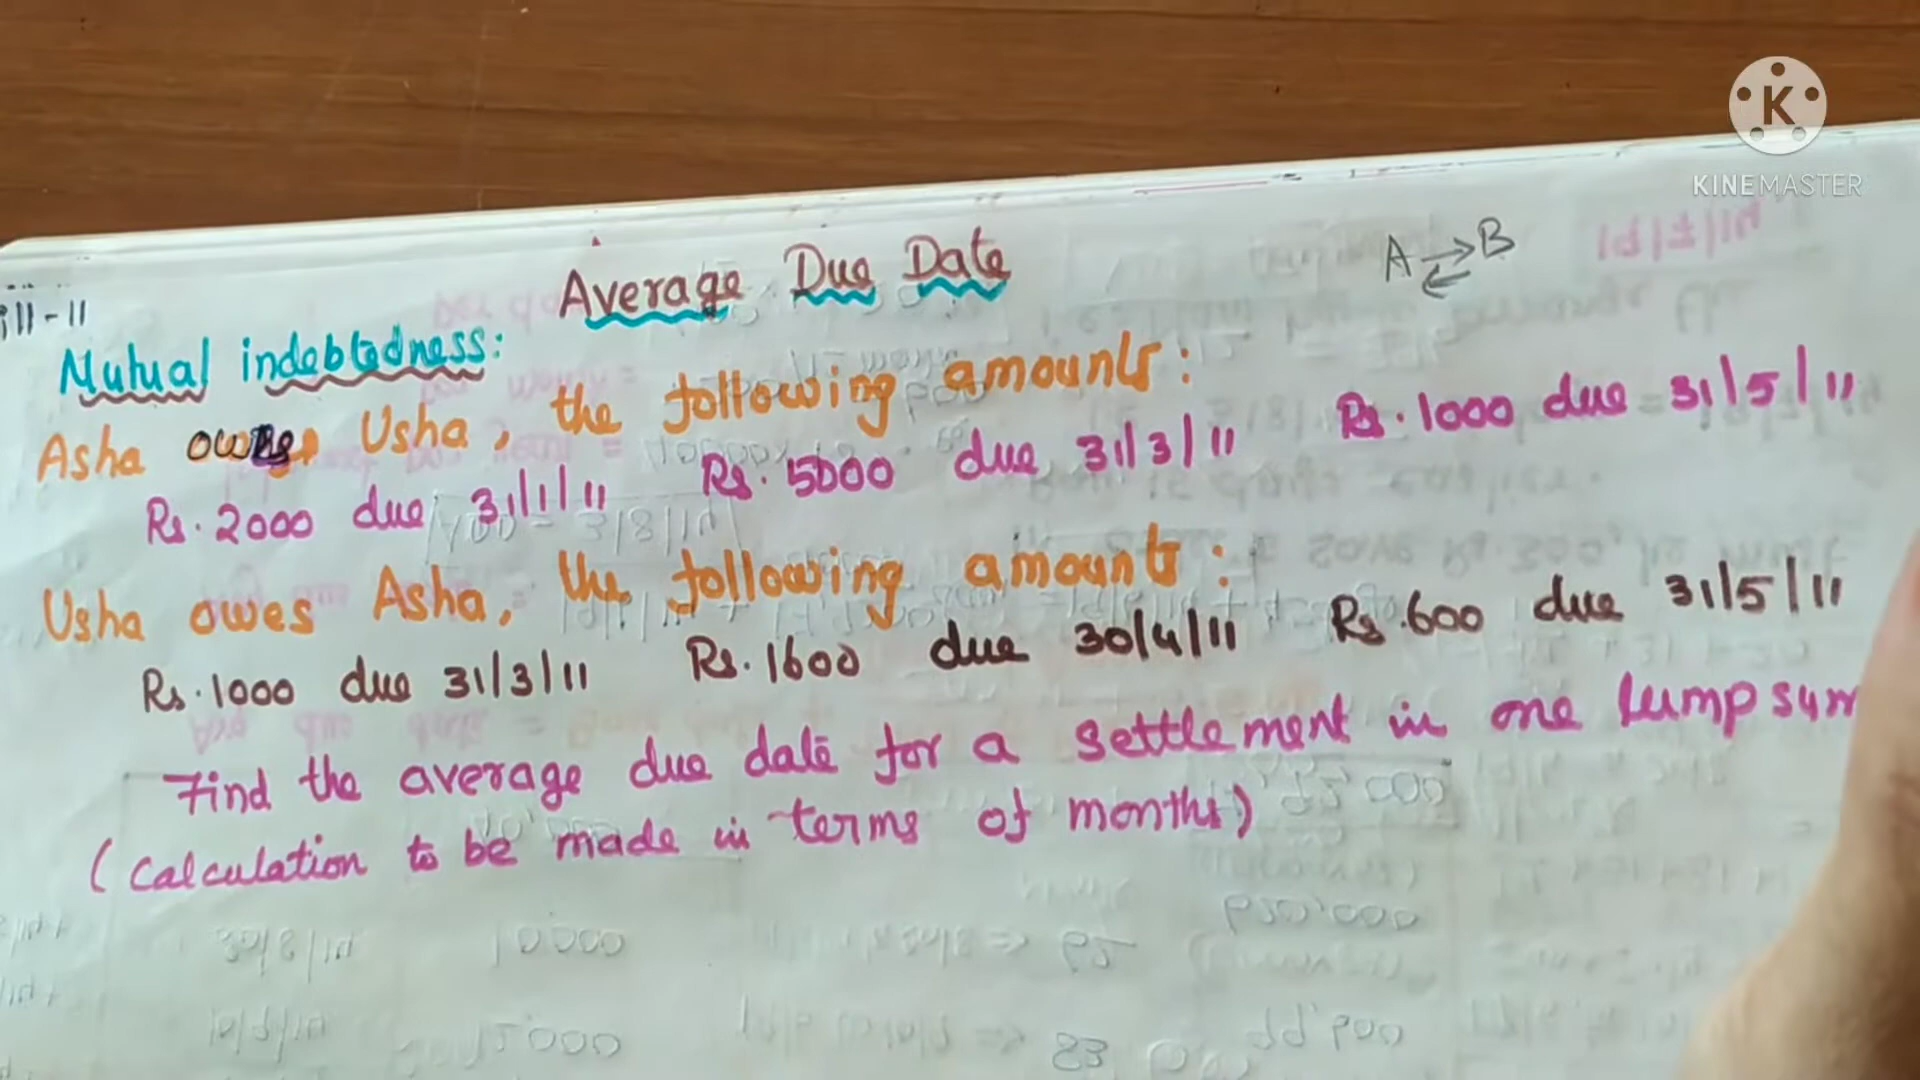 KINEMASTER
ill-11
Average Due Date
A B
Mutual indebtedness:
Asha owes Usha, the following amounts:
Rs. 2000 due 31/1/11 Rs. 5000 due 31/3/11 Rs. 1000 due 31/5/11
Usha owes Asha, the following amounts:
Rs. 1000 due 31/3/11 Rs. 1600 due 30/4/11 Rs. 600 due 31/5/11
Find the average due date for a settlement in one lump sum
(calculation to be made in terms of months)